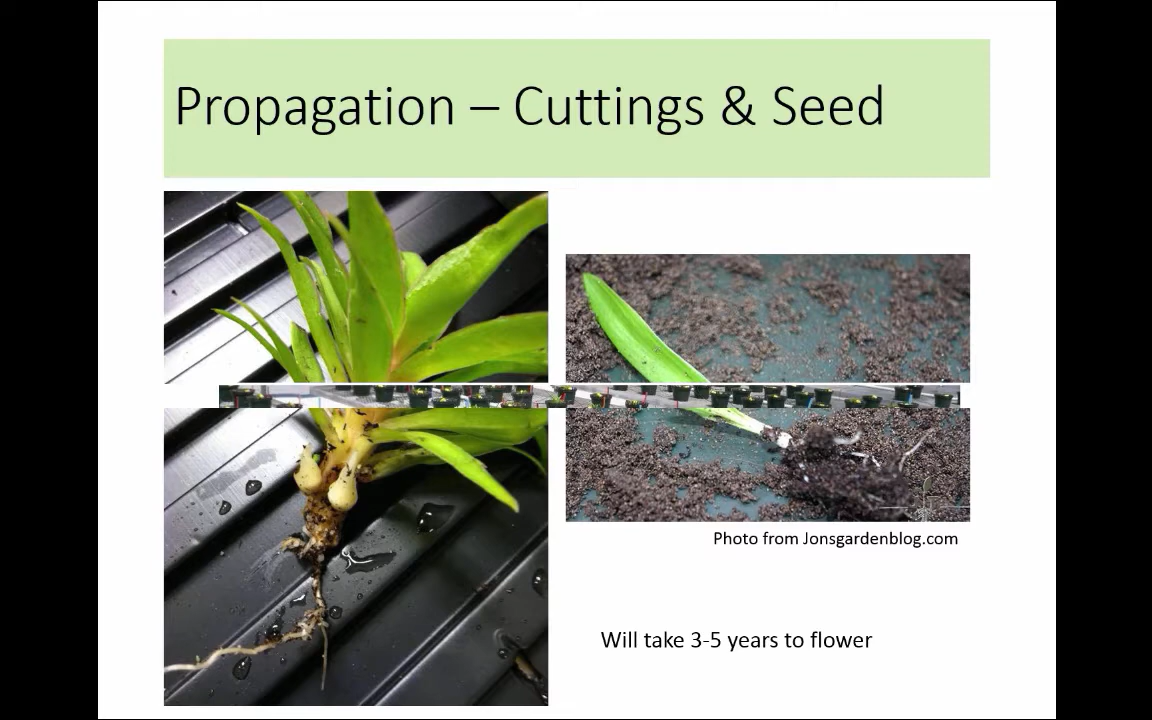 Propagation – Cuttings & Seed
Photo from Jonsgardenblog.com
Will take 3-5 years to flower